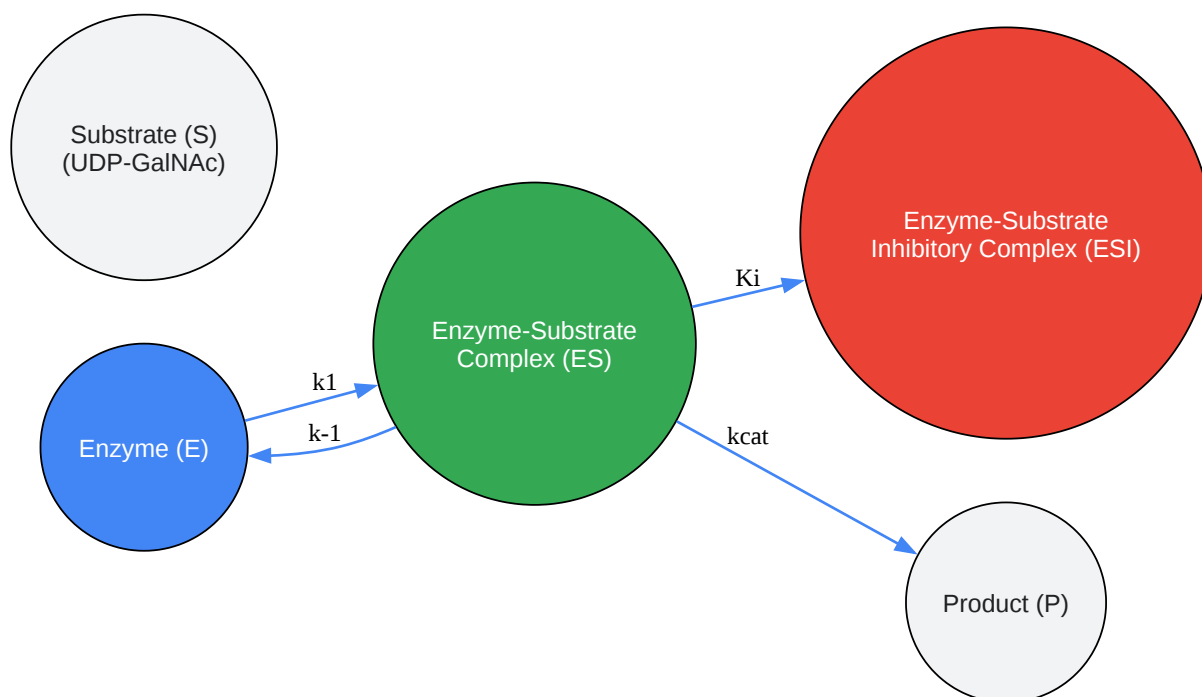 Substrate (S)
(UDP-GalNAc)
Enzyme-Substrate
Inhibitory Complex (ESI)
Ki
Enzyme-Substrate
Complex (ES)
k1
k-1
Enzyme (E)
kcat
Product (P)